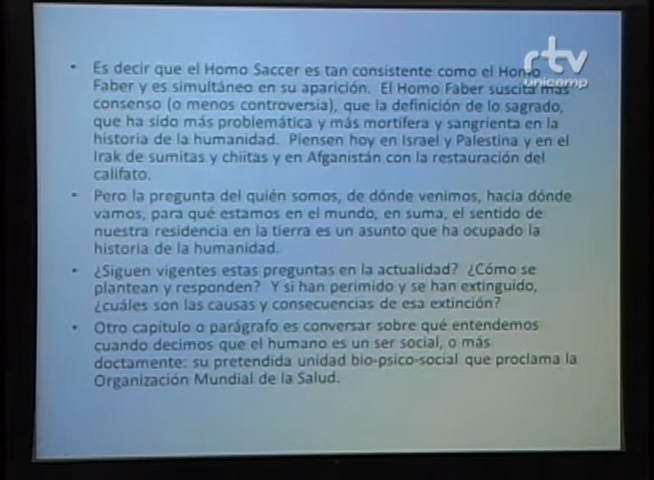 rtv
unicamp
• Es decir que el Homo Saccer es tan consistente como el Homo
Faber y es simultáneo en su aparición. El Homo Faber suscita más
consenso (o menos controversia), que la definición de lo sagrado,
que ha sido más problemática y más mortífera y sangrienta en la
historia de la humanidad. Piensen hoy en Israel y Palestina y en el
Irak de sumitas y chiitas y en Afganistán con la restauración del
califato.
• Pero la pregunta del quién somos, de dónde venimos, hacia dónde
vamos, para qué estamos en el mundo, en suma, el sentido de
nuestra residencia en la tierra es un asunto que ha ocupado la
historia de la humanidad.
• ¿Siguen vigentes estas preguntas en la actualidad? ¿Cómo se
plantean y responden? Y si han perimido y se han extinguido,
¿cuáles son las causas y consecuencias de esa extinción?
• Otro capítulo o parágrafo es conversar sobre qué entendemos
cuando decimos que el humano es un ser social, o más
doctamente: su pretendida unidad bio-psico-social que proclama la
Organización Mundial de la Salud.